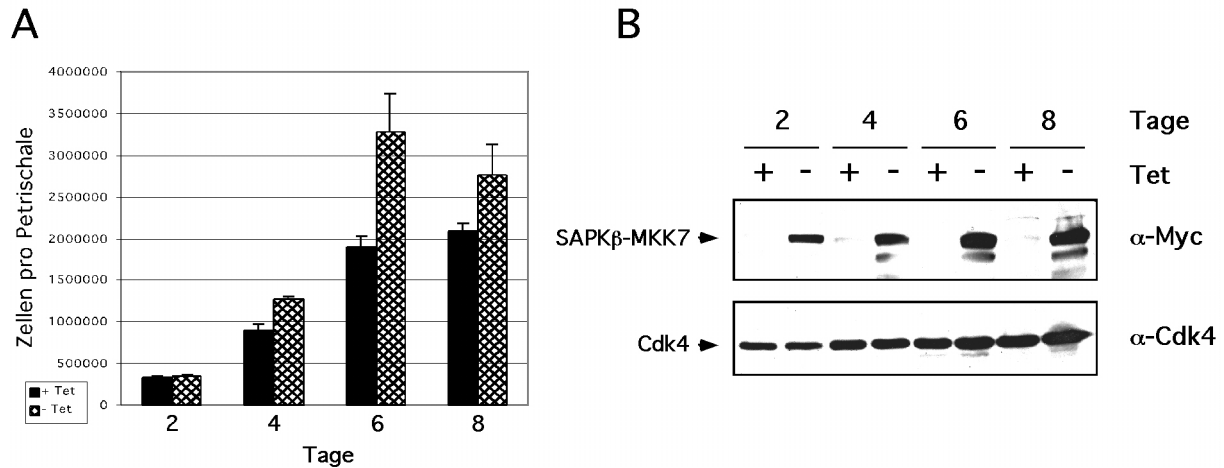 A
4000000
3500000
3000000
2500000
2000000
1500000
1000000
500000
0
Zellen pro Petrischale
+ Tet
- Tet
2 4 6 8
Tage
B
2 4 6 8 Tage
+ - + - + - + - Tet
SAPKβ-MKK7 α-Myc
Cdk4 α-Cdk4